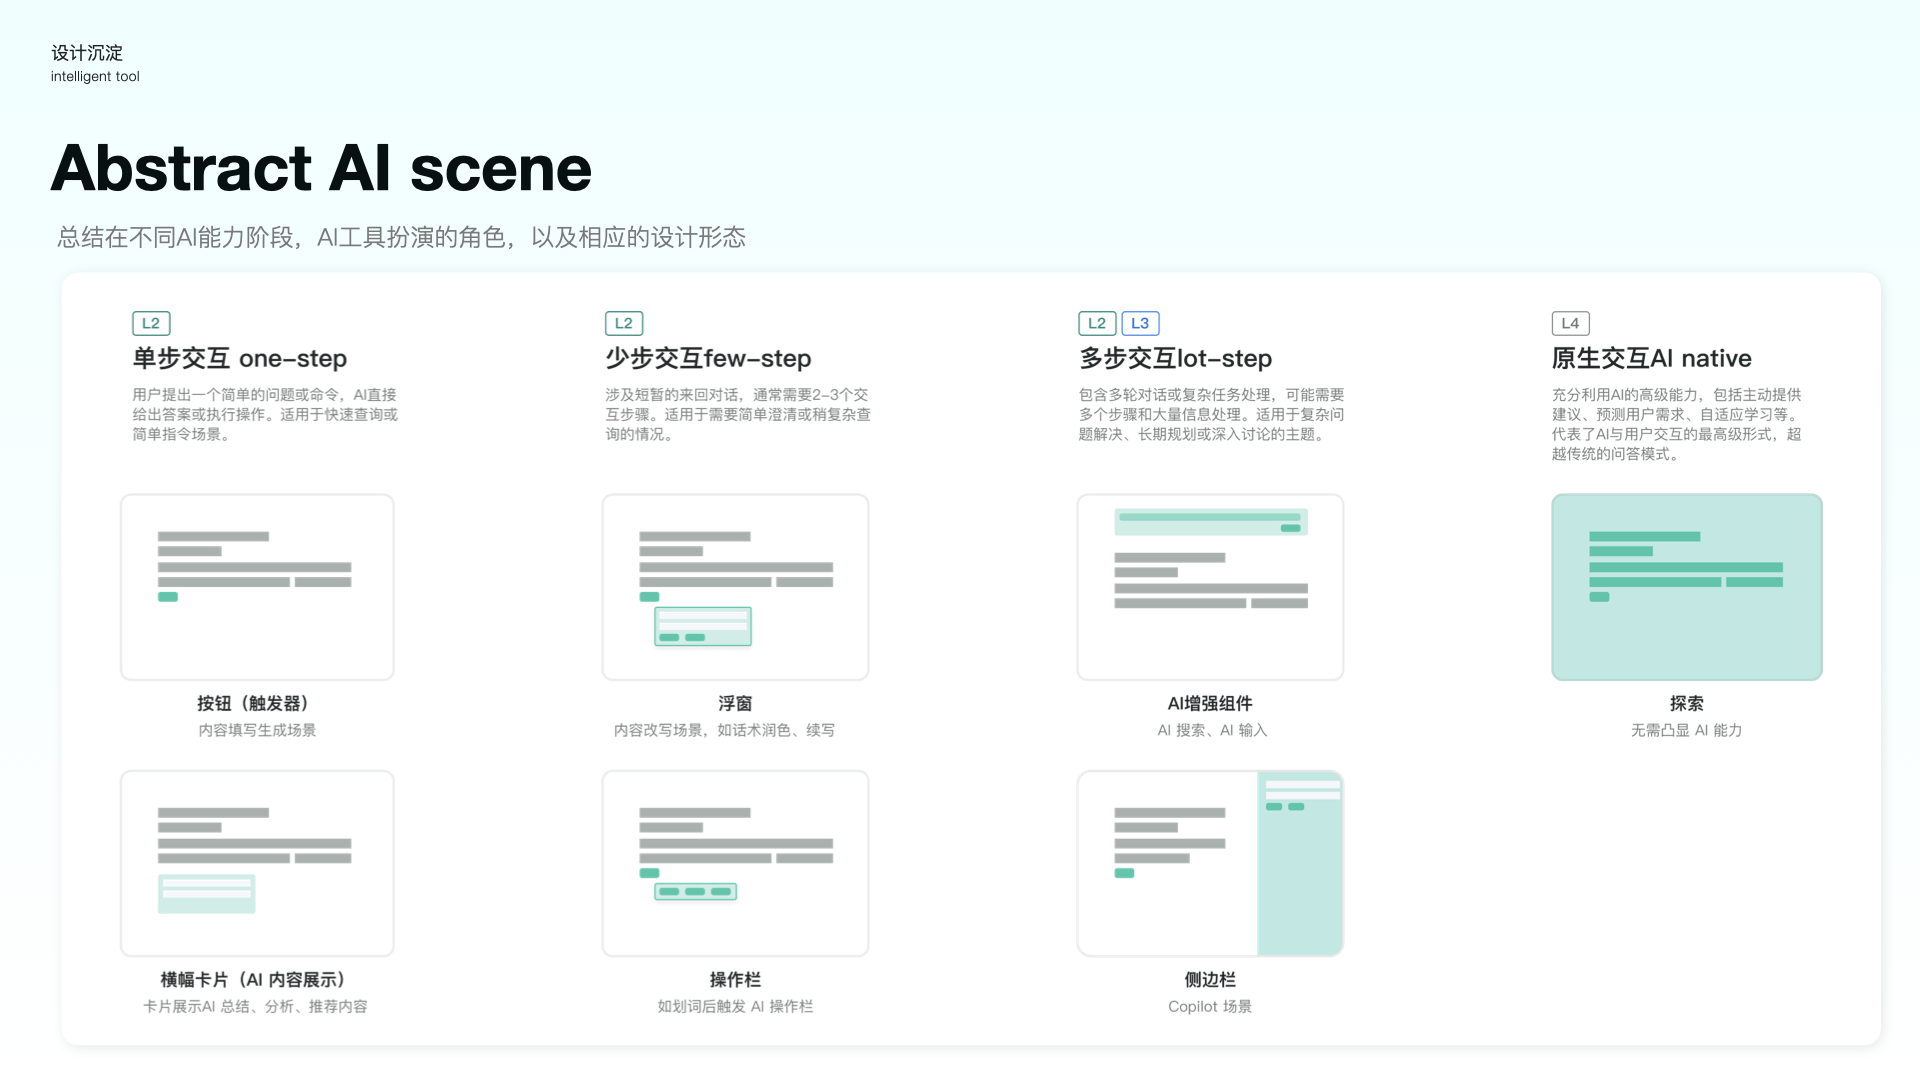 设计沉淀
intelligent tool
Abstract AI scene
总结在不同AI能力阶段，AI工具扮演的角色，以及相应的设计形态
L2
单步交互 one-step
用户提出一个简单的问题或命令，AI直接
给出答案或执行操作。适用于快速查询或
简单指令场景。
按钮（触发器）
内容填写生成场景
横幅卡片（AI 内容展示）
卡片展示AI 总结、分析、推荐内容
L2
少步交互few-step
涉及短暂的来回对话，通常需要2-3个交
互步骤。适用于需要简单澄清或稍复杂查
询的情况。
浮窗
内容改写场景，如话术润色、续写
操作栏
如划词后触发 AI 操作栏
L2 L3
多步交互lot-step
包含多轮对话或复杂任务处理，可能需要
多个步骤和大量信息处理。适用于复杂问
题解决、长期规划或深入讨论的主题。
AI增强组件
AI 搜索、AI 输入
侧边栏
Copilot 场景
L4
原生交互AI native
充分利用AI的高级能力，包括主动提供
建议、预测用户需求、自适应学习等。
代表了AI与用户交互的最高级形式，超
越传统的问答模式。
探索
无需凸显 AI 能力